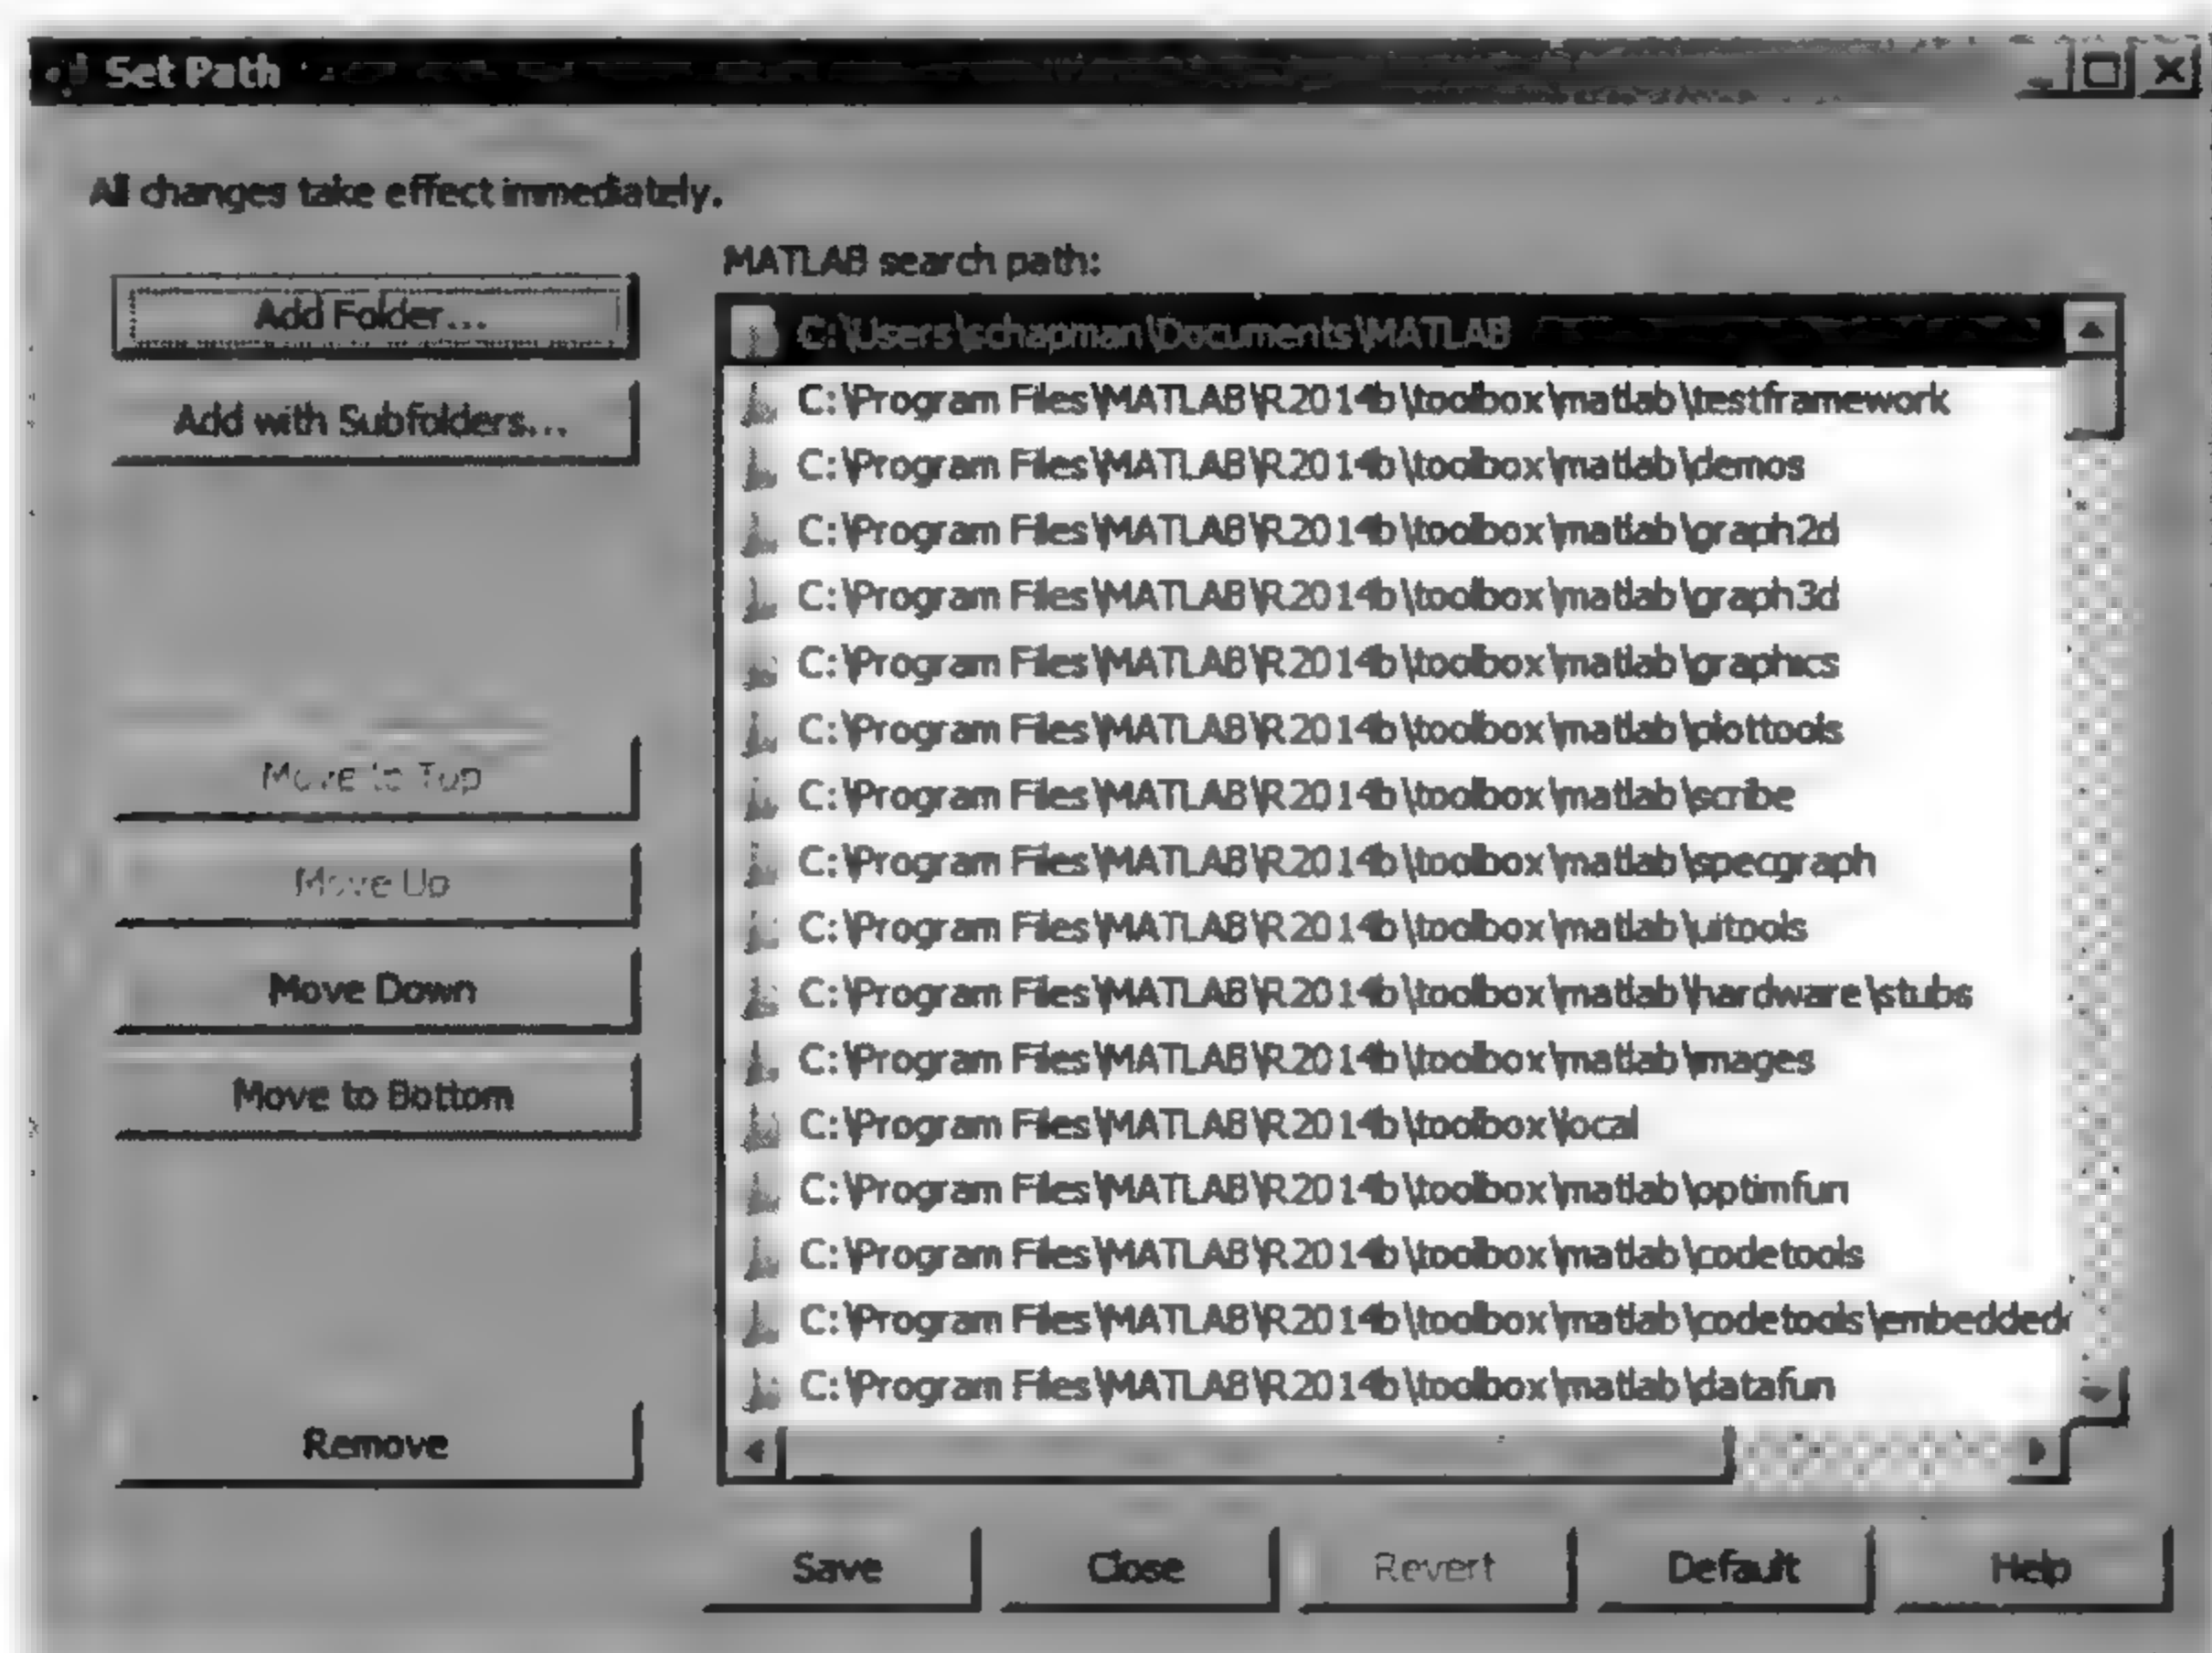 Set Path
All changes take effect immediately.
MATLAB search path:
Add Folder...
Add with Subfolders...
Move to Top
Move Up
Move Down
Move to Bottom
Remove
C:\Users\schapman\Documents\MATLAB
C:\Program Files\MATLAB\R2014b\toolbox\matlab\testframework
C:\Program Files\MATLAB\R2014b\toolbox\matlab\demos
C:\Program Files\MATLAB\R2014b\toolbox\matlab\graph2d
C:\Program Files\MATLAB\R2014b\toolbox\matlab\graph3d
C:\Program Files\MATLAB\R2014b\toolbox\matlab\graphics
C:\Program Files\MATLAB\R2014b\toolbox\matlab\plottools
C:\Program Files\MATLAB\R2014b\toolbox\matlab\scribe
C:\Program Files\MATLAB\R2014b\toolbox\matlab\specgraph
C:\Program Files\MATLAB\R2014b\toolbox\matlab\uitools
C:\Program Files\MATLAB\R2014b\toolbox\matlab\hardware\stubs
C:\Program Files\MATLAB\R2014b\toolbox\matlab\images
C:\Program Files\MATLAB\R2014b\toolbox\local
C:\Program Files\MATLAB\R2014b\toolbox\matlab\optimfun
C:\Program Files\MATLAB\R2014b\toolbox\matlab\codetools
C:\Program Files\MATLAB\R2014b\toolbox\matlab\codetools\embedded
C:\Program Files\MATLAB\R2014b\toolbox\matlab\datafun
Save
Close
Revert
Default
Help